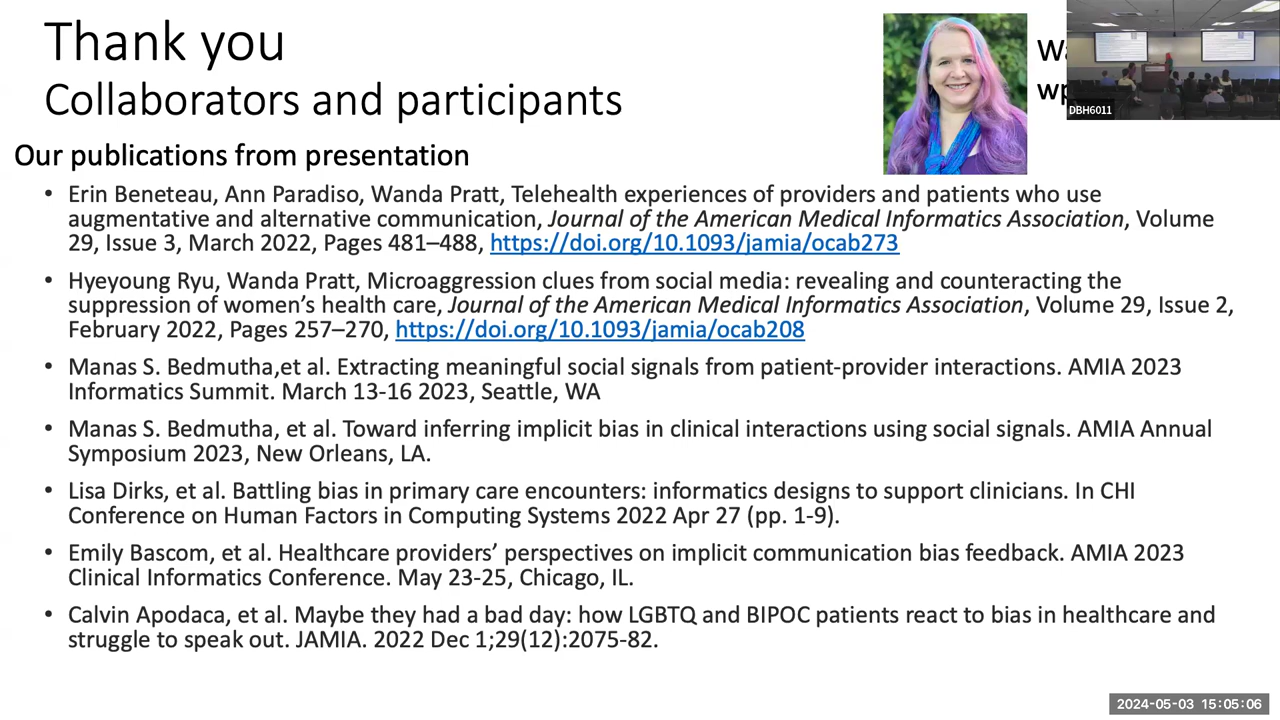 Thank you
Collaborators and participants
DBH6011
Our publications from presentation
• Erin Beneteau, Ann Paradiso, Wanda Pratt, Telehealth experiences of providers and patients who use
augmentative and alternative communication, Journal of the American Medical Informatics Association, Volume
29, Issue 3, March 2022, Pages 481–488, https://doi.org/10.1093/jamia/ocab273
• Hyeyoung Ryu, Wanda Pratt, Microaggression clues from social media: revealing and counteracting the
suppression of women’s health care, Journal of the American Medical Informatics Association, Volume 29, Issue 2,
February 2022, Pages 257–270, https://doi.org/10.1093/jamia/ocab208
• Manas S. Bedmutha,et al. Extracting meaningful social signals from patient-provider interactions. AMIA 2023
Informatics Summit. March 13-16 2023, Seattle, WA
• Manas S. Bedmutha, et al. Toward inferring implicit bias in clinical interactions using social signals. AMIA Annual
Symposium 2023, New Orleans, LA.
• Lisa Dirks, et al. Battling bias in primary care encounters: informatics designs to support clinicians. In CHI
Conference on Human Factors in Computing Systems 2022 Apr 27 (pp. 1-9).
• Emily Bascom, et al. Healthcare providers’ perspectives on implicit communication bias feedback. AMIA 2023
Clinical Informatics Conference. May 23-25, Chicago, IL.
• Calvin Apodaca, et al. Maybe they had a bad day: how LGBTQ and BIPOC patients react to bias in healthcare and
struggle to speak out. JAMIA. 2022 Dec 1;29(12):2075-82.
2024-05-03 15:05:06